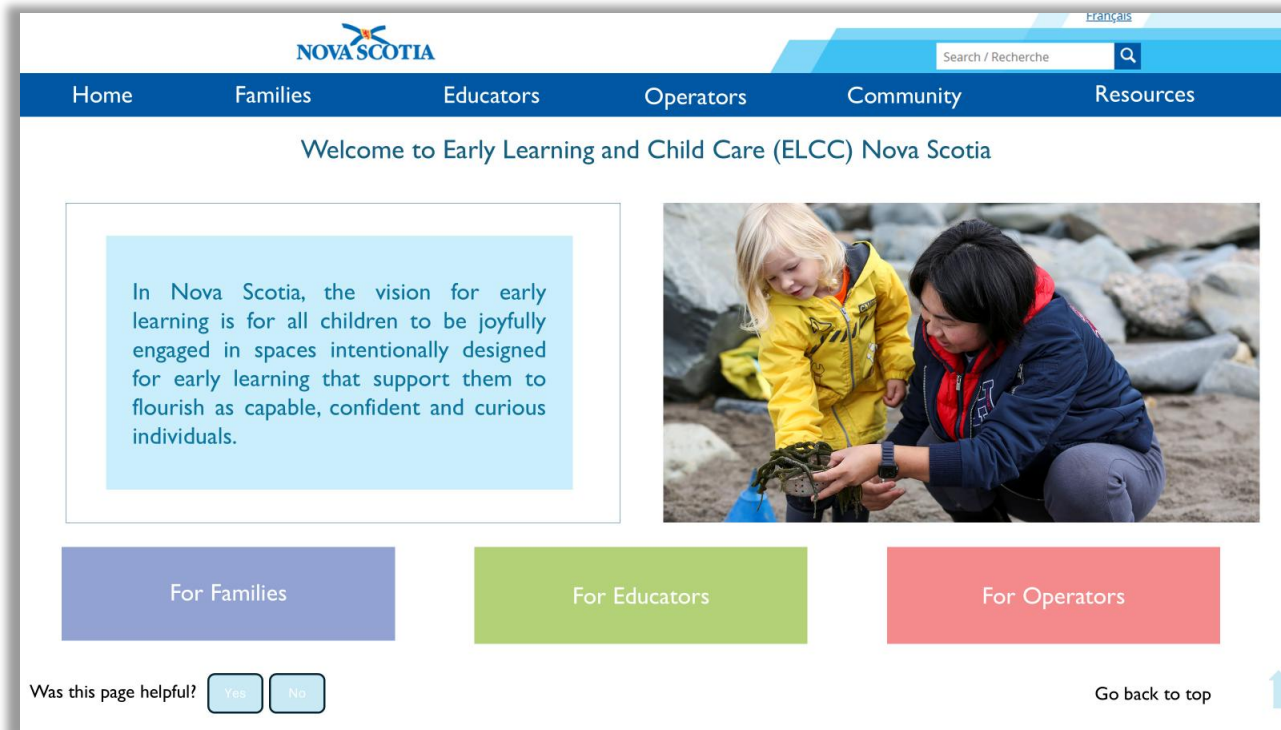 Français
NOVA SCOTIA
Search / Recherche
Home Families Educators Operators Community Resources
Welcome to Early Learning and Child Care (ELCC) Nova Scotia
In Nova Scotia, the vision for early
learning is for all children to be joyfully
engaged in spaces intentionally designed
for early learning that support them to
flourish as capable, confident and curious
individuals.
For Families
For Educators
For Operators
Was this page helpful? Yes No
Go back to top